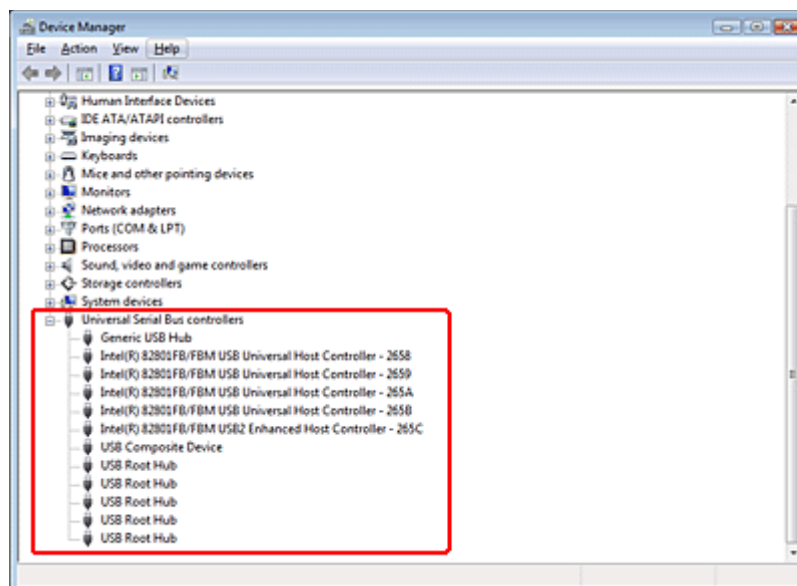 Device Manager
File Action View Help
Human Interface Devices
IDE ATA/ATAPI controllers
Imaging devices
Keyboards
Mice and other pointing devices
Monitors
Network adapters
Ports (COM & LPT)
Processors
Sound, video and game controllers
Storage controllers
System devices
Universal Serial Bus controllers
Generic USB Hub
Intel(R) 82801FB/FBM USB Universal Host Controller - 2658
Intel(R) 82801FB/FBM USB Universal Host Controller - 2659
Intel(R) 82801FB/FBM USB Universal Host Controller - 265A
Intel(R) 82801FB/FBM USB Universal Host Controller - 265B
Intel(R) 82801FB/FBM USB2 Enhanced Host Controller - 265C
USB Composite Device
USB Root Hub
USB Root Hub
USB Root Hub
USB Root Hub
USB Root Hub